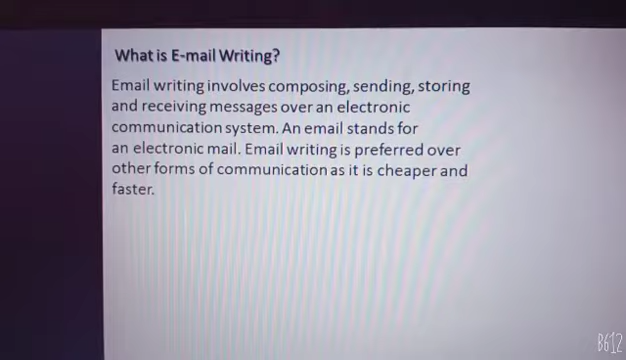 What is E-mail Writing?
Email writing involves composing, sending, storing
and receiving messages over an electronic
communication system. An email stands for
an electronic mail. Email writing is preferred over
other forms of communication as it is cheaper and
faster.
B612